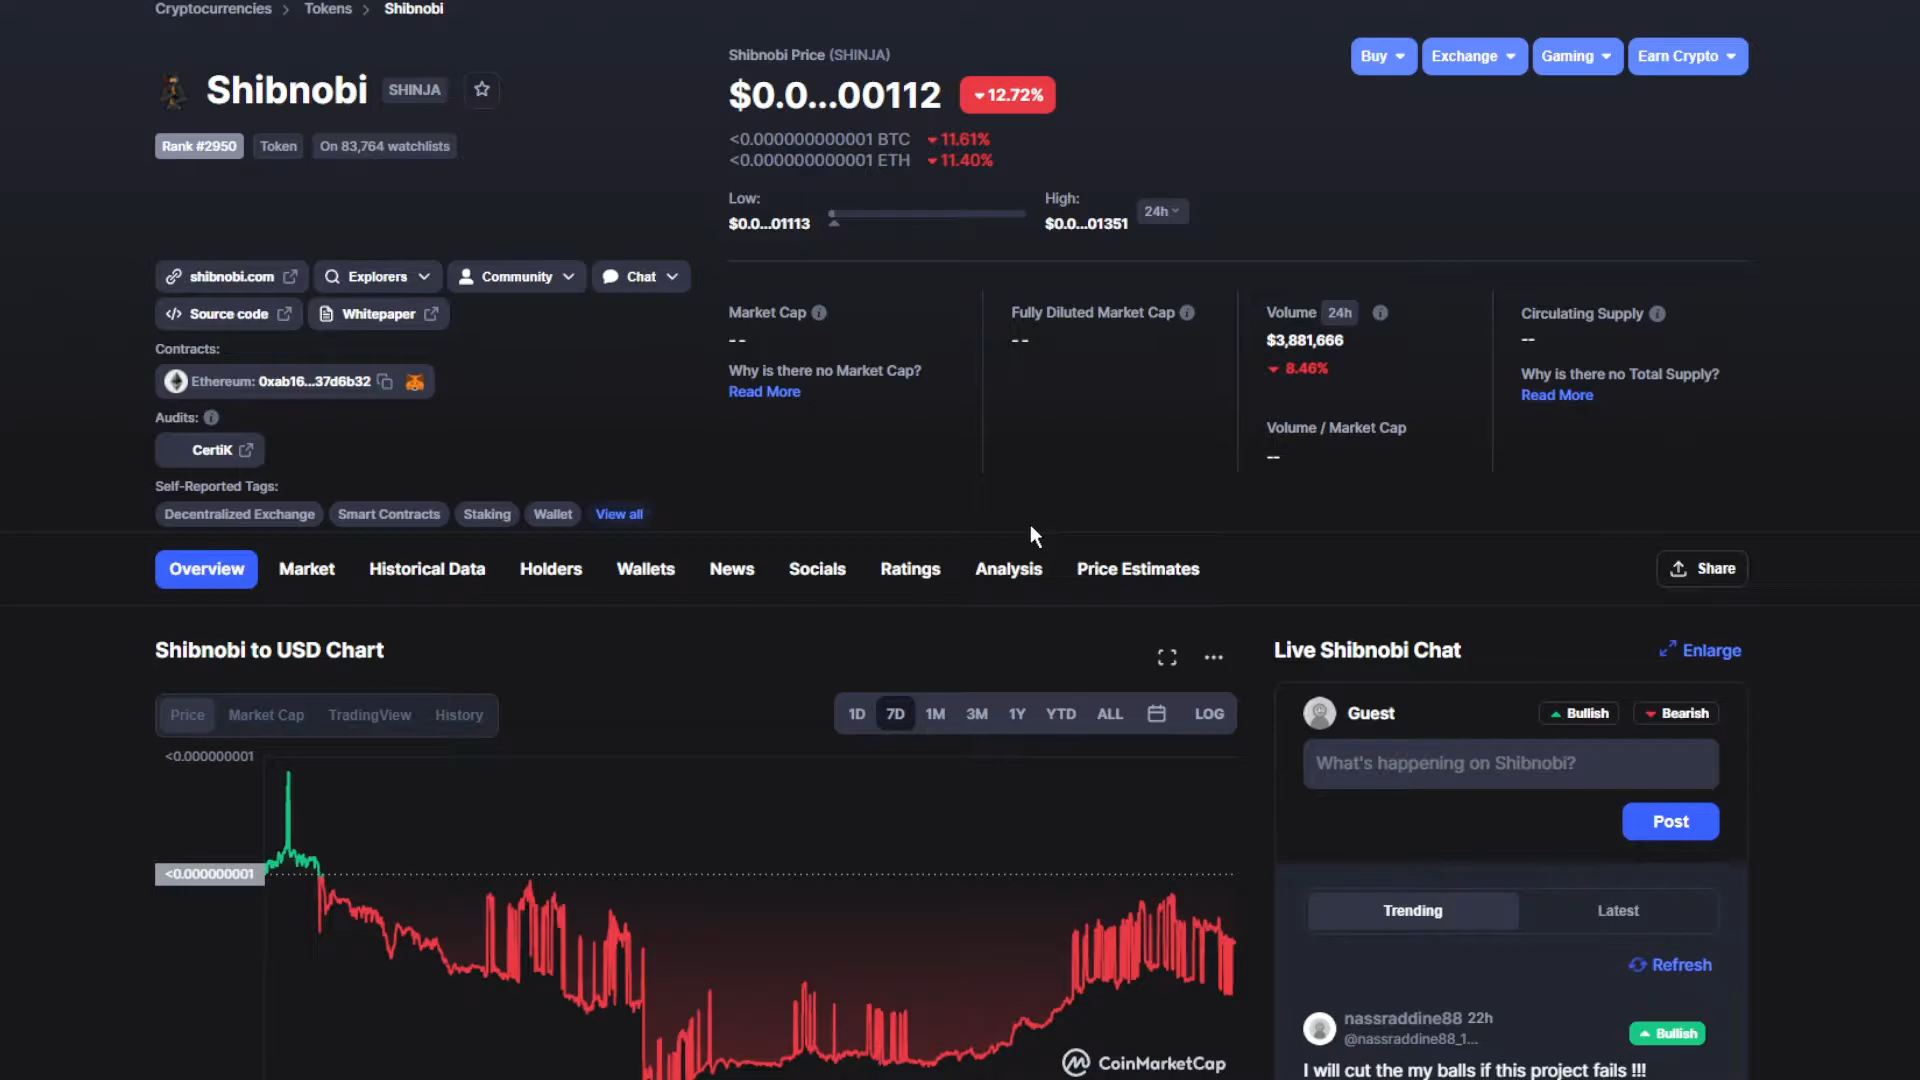 Cryptocurrencies > Tokens > Shibnobi
Shibnobi SHINJA
Rank #2950 Token On 83,764 watchlists
shibnobi.com Explorers Community Chat
Source code Whitepaper
Contracts:
Ethereum: 0xab16...37d6b32
Audits:
CertiK
Self-Reported Tags:
Decentralized Exchange Smart Contracts Staking Wallet View all
Shibnobi Price (SHINJA)
$0.0...00112 12.72%
<0.000000000001 BTC 11.61%
<0.000000000001 ETH 11.40%
Low:
$0.0...01113
High:
$0.0...01351
24h
Buy Exchange Gaming Earn Crypto
Market Cap
--
Why is there no Market Cap?
Read More
Fully Diluted Market Cap
--
Volume 24h
$3,881,666
8.46%
Volume / Market Cap
--
Circulating Supply
--
Why is there no Total Supply?
Read More
Overview Market Historical Data Holders Wallets News Socials Ratings Analysis Price Estimates Share
Shibnobi to USD Chart
Price Market Cap TradingView History
1D 7D 1M 3M 1Y YTD ALL LOG
<0.000000001
<0.000000001
CoinMarketCap
Live Shibnobi Chat Enlarge
Guest Bullish Bearish
What's happening on Shibnobi?
Post
Trending Latest
Refresh
nassraddine88 22h
@nassraddine88_1...
Bullish
I will cut the my balls if this project fails !!!